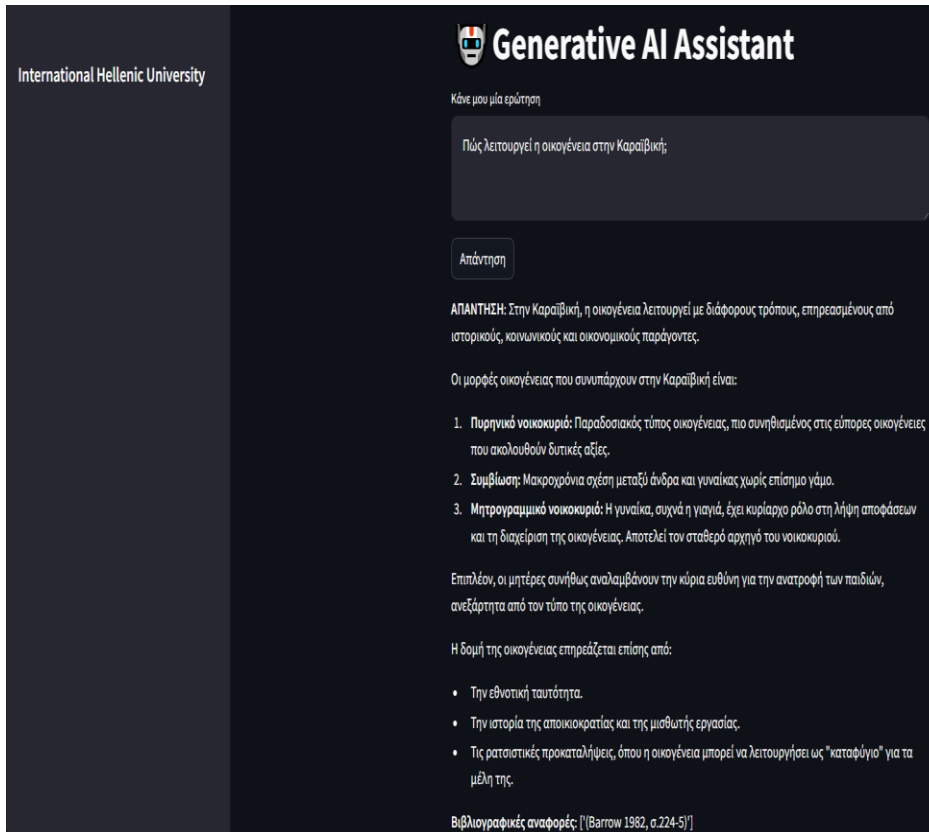 International Hellenic University
Generative AI Assistant
Κάνε μου μία ερώτηση
Πώς λειτουργεί η οικογένεια στην Καραϊβική;
Απάντηση
ΑΠΑΝΤΗΣΗ: Στην Καραϊβική, η οικογένεια λειτουργεί με διάφορους τρόπους, επηρεασμένους από
ιστορικούς, κοινωνικούς και οικονομικούς παράγοντες.
Οι μορφές οικογένειας που συνυπάρχουν στην Καραϊβική είναι:
1. Πυρηνικό νοικοκυριό: Παραδοσιακός τύπος οικογένειας, πιο συνηθισμένος στις εύπορες οικογένειες
που ακολουθούν δυτικές αξίες.
2. Συμβίωση: Μακροχρόνια σχέση μεταξύ άνδρα και γυναίκας χωρίς επίσημο γάμο.
3. Μητρογραμμικό νοικοκυριό: Η γυναίκα, συχνά η γιαγιά, έχει κυρίαρχο ρόλο στη λήψη αποφάσεων
και τη διαχείριση της οικογένειας. Αποτελεί τον σταθερό αρχηγό του νοικοκυριού.
Επιπλέον, οι μητέρες συνήθως αναλαμβάνουν την κύρια ευθύνη για την ανατροφή των παιδιών,
ανεξάρτητα από τον τύπο της οικογένειας.
Η δομή της οικογένειας επηρεάζεται επίσης από:
• Την εθνοτική ταυτότητα.
• Την ιστορία της αποικιοκρατίας και της μισθωτής εργασίας.
• Τις ρατσιστικές προκαταλήψεις, όπου η οικογένεια μπορεί να λειτουργήσει ως "καταφύγιο" για τα
μέλη της.
Βιβλιογραφικές αναφορές: ['(Barrow 1982, σ.224-5)']